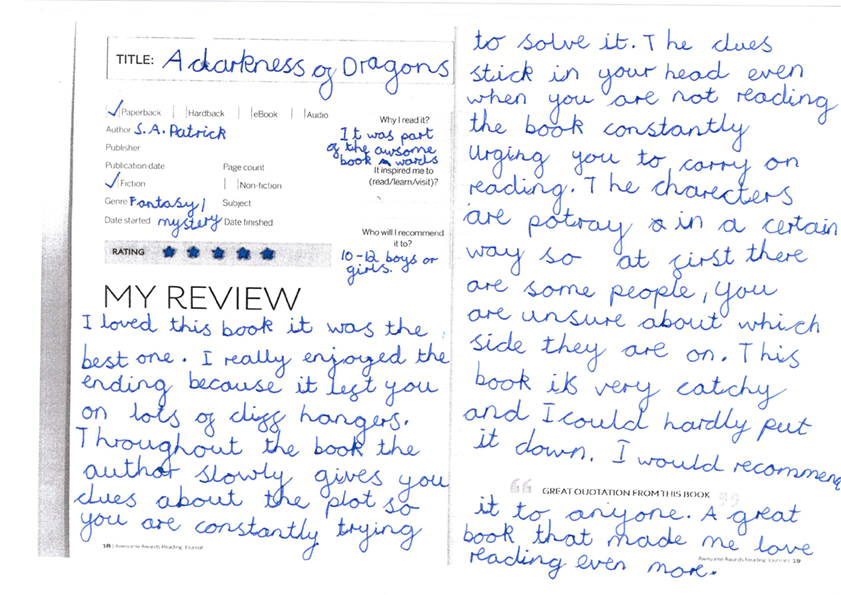 TITLE: A darkness of Dragons
Paperback Hardback eBook Audio
Author S.A. Patrick
Publisher
Publication date Page count
Fiction Non-fiction
Genre Fantasy/ Subject
mystery
Date started Date finished
RATING
Why I read it?
It was part
of the awsome
book awards
It inspired me to
(read/learn/visit)?
Who will I recommend
it to?
10-12 boys or
girls.
MY REVIEW
I loved this book it was the
best one. I really enjoyed the
ending because it left you
on lots of cliff hangers.
Throughout the book the
author slowly gives you
clues about the plot so
you are constantly trying
18 | Awesome Awards Reading Journal
to solve it. The clues
stick in your head even
when you are not reading
the book constantly
urging you to carry on
reading. The charecters
are potray in a certain
way so at first there
are some people, you
are unsure about which
side they are on. This
book is very catchy
and I could hardly put
it down. I would recommend
GREAT QUOTATION FROM THIS BOOK
it to anyone. A great
book that made me love
reading even more.
Awesome Awards Reading Journal | 19